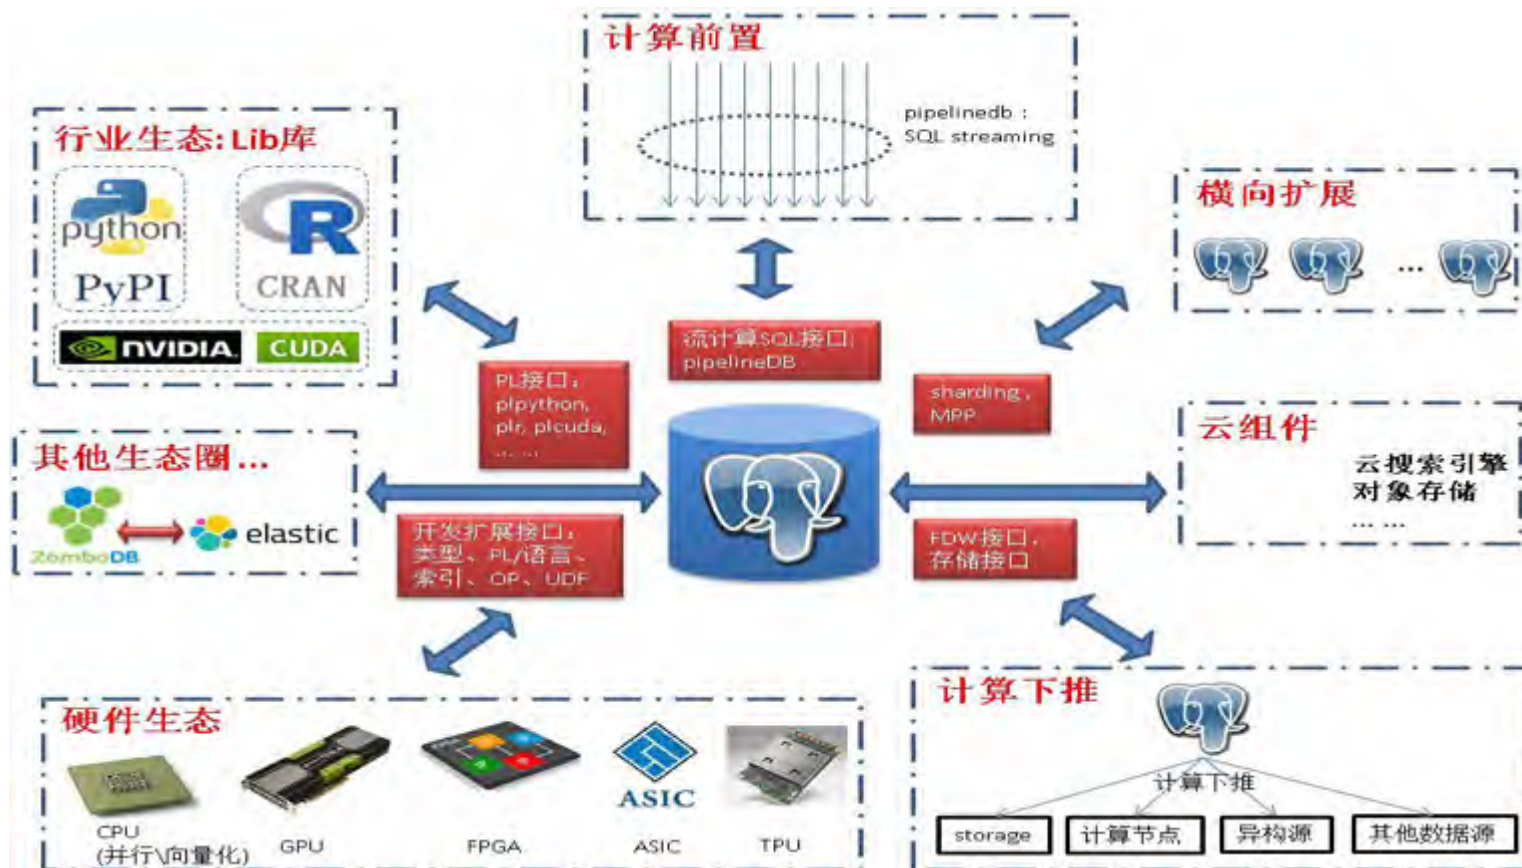 计算前置
pipelinedb：
SQL streaming
行业生态:Lib库
python
PyPI
R
CRAN
NVIDIA
CUDA
横向扩展
...
流计算SQL接口:
pipelineDB
PL接口：
plpython,
plr, plcuda,
... ...
sharding、
MPP
云组件
云搜索引擎
对象存储
... ...
其他生态圈...
ZomboDB
elastic
开发扩展接口：
类型、PL/语言、
索引、OP、UDF
FDW接口，
存储接口
硬件生态
CPU
(并行\向量化)
GPU
FPGA
ASIC
ASIC
TPU
计算下推
计算下推
storage
计算节点
异构源
其他数据源